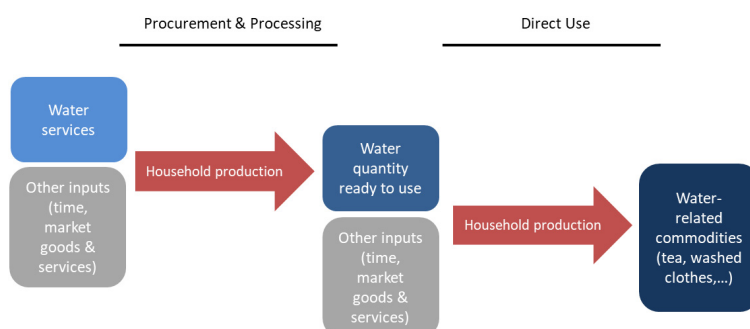 Procurement & Processing
Direct Use
Water
services
Household production
Other inputs
(time,
market
goods &
services)
Water
quantity
ready to use
Household production
Other inputs
(time,
market
goods &
services)
Water-
related
commodities
(tea, washed
clothes,...)